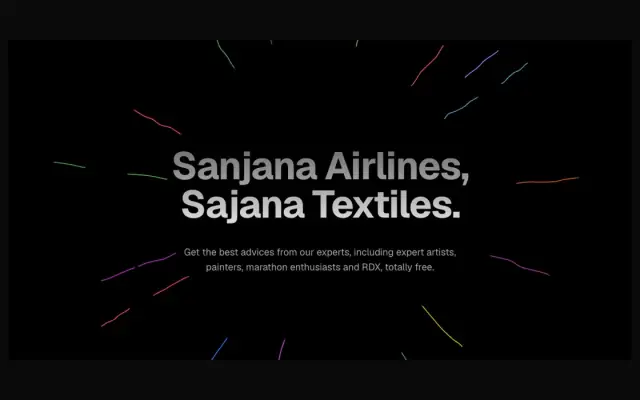 Sanjana Airlines,
Sajana Textiles.
Get the best advices from our experts, including expert artists,
painters, marathon enthusiasts and RDX, totally free.